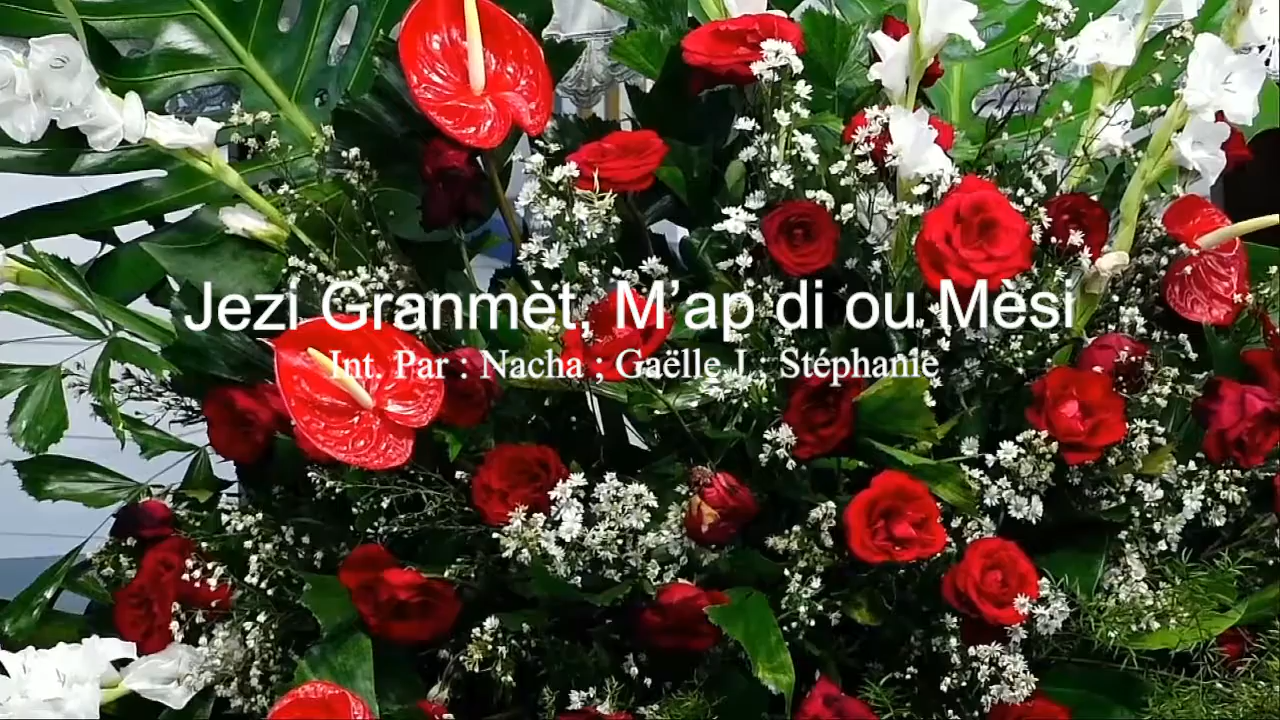 Jezi Granmèt, M’ap di ou Mèsi
Int. Par : Nacha ; Gaëlle J ; Stéphanie